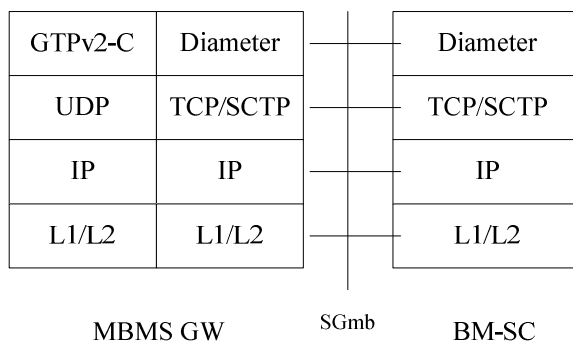 GTPv2-C Diameter Diameter
UDP TCP/SCTP TCP/SCTP
IP IP IP
L1/L2 L1/L2 L1/L2
MBMS GW SGmb BM-SC